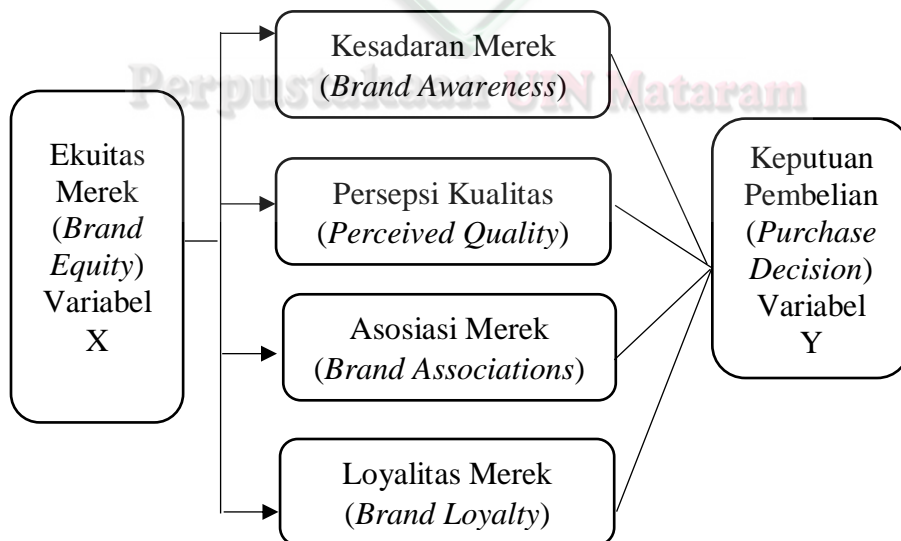 Kesadaran Merek
(Brand Awareness)
Perpustakaan UIN Mataram
Ekuitas
Merek
(Brand
Equity)
Variabel
X
Persepsi Kualitas
(Perceived Quality)
Asosiasi Merek
(Brand Associations)
Loyalitas Merek
(Brand Loyalty)
Keputuan
Pembelian
(Purchase
Decision)
Variabel
Y